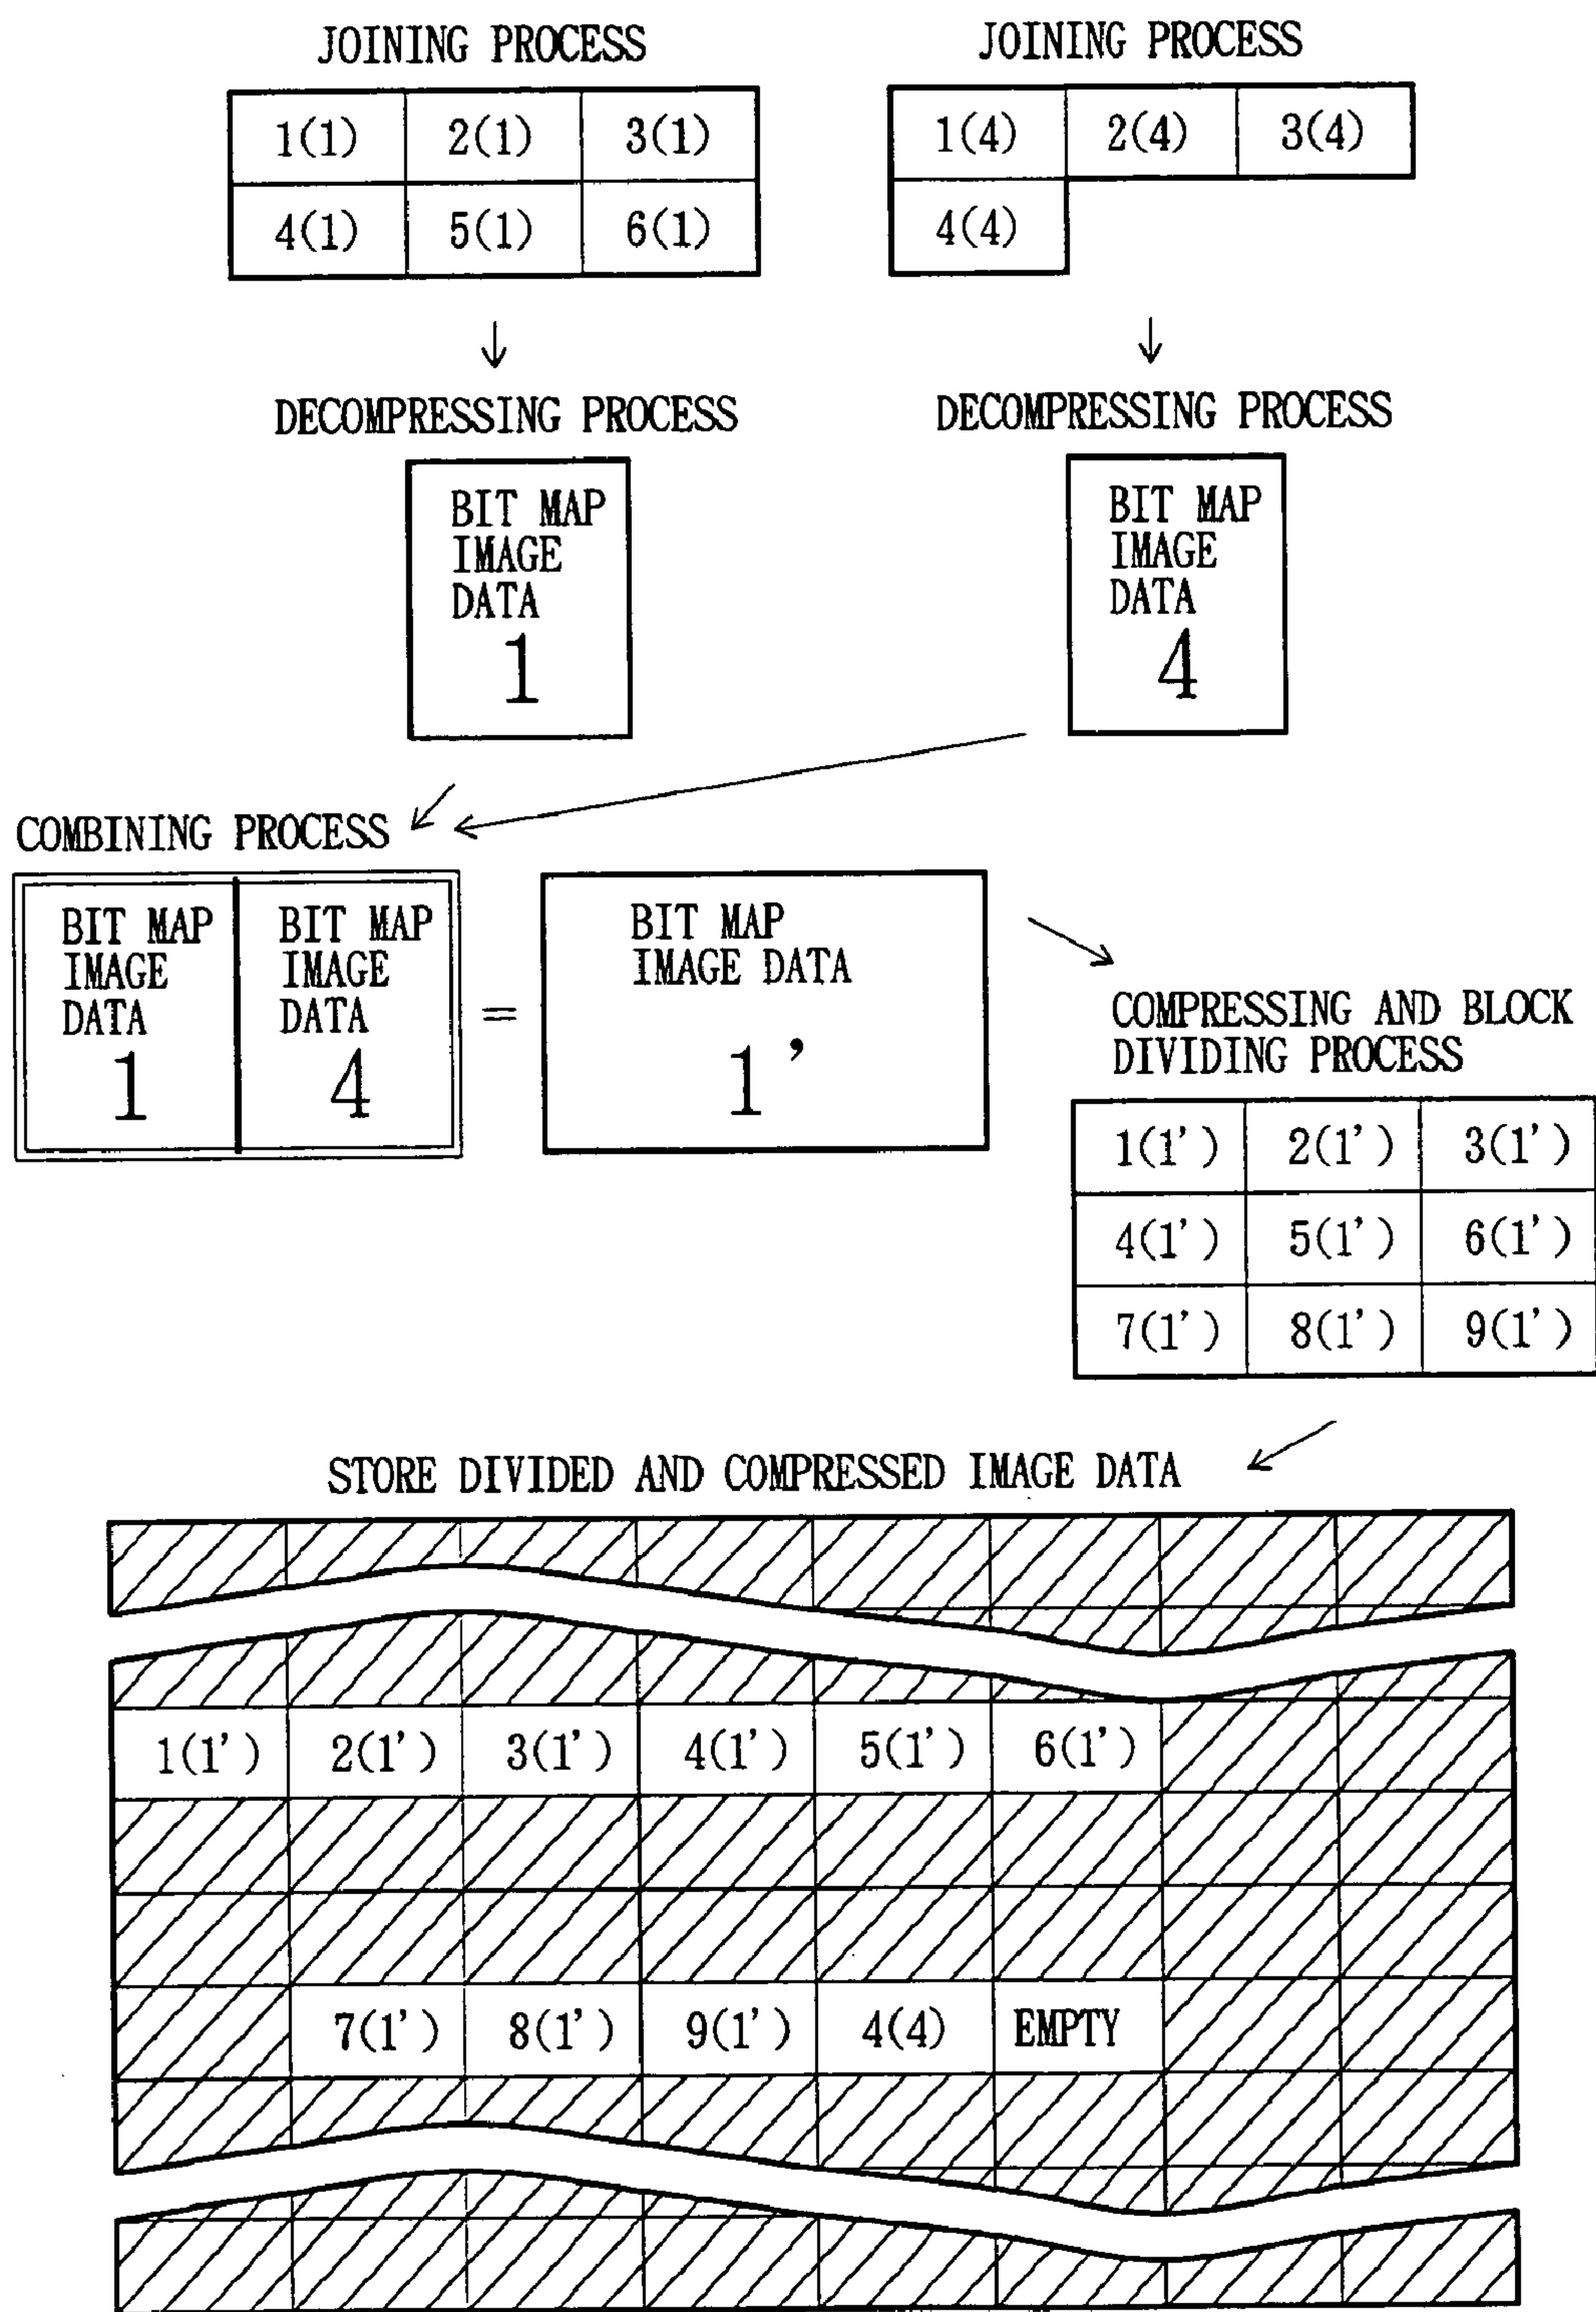 JOINING PROCESS
1(1) 2(1) 3(1)
4(1) 5(1) 6(1)
JOINING PROCESS
1(4) 2(4) 3(4)
4(4)
DECOMPRESSING PROCESS
BIT MAP
IMAGE
DATA
1
DECOMPRESSING PROCESS
BIT MAP
IMAGE
DATA
4
COMBINING PROCESS
BIT MAP
IMAGE
DATA
1
BIT MAP
IMAGE
DATA
4
=
BIT MAP
IMAGE DATA
1'
COMPRESSING AND BLOCK
DIVIDING PROCESS
1(1') 2(1') 3(1')
4(1') 5(1') 6(1')
7(1') 8(1') 9(1')
STORE DIVIDED AND COMPRESSED IMAGE DATA
1(1') 2(1') 3(1') 4(1') 5(1') 6(1')
7(1') 8(1') 9(1') 4(4) EMPTY